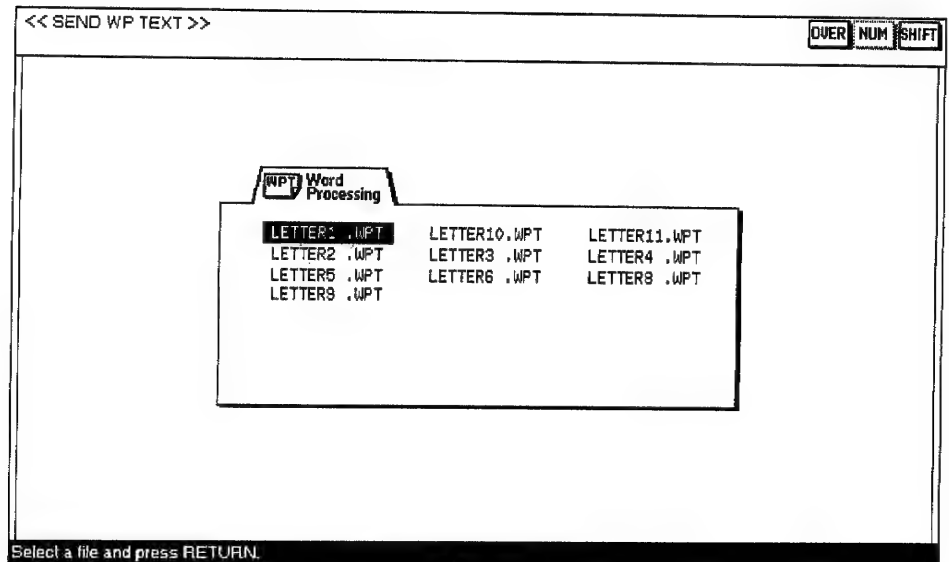 << SEND WP TEXT >>
OVER NUM SHIFT
WPT Word
Processing
LETTER1 .WPT LETTER10.WPT LETTER11.WPT
LETTER2 .WPT LETTER3 .WPT LETTER4 .WPT
LETTER5 .WPT LETTER6 .WPT LETTER8 .WPT
LETTER9 .WPT
Select a file and press RETURN.